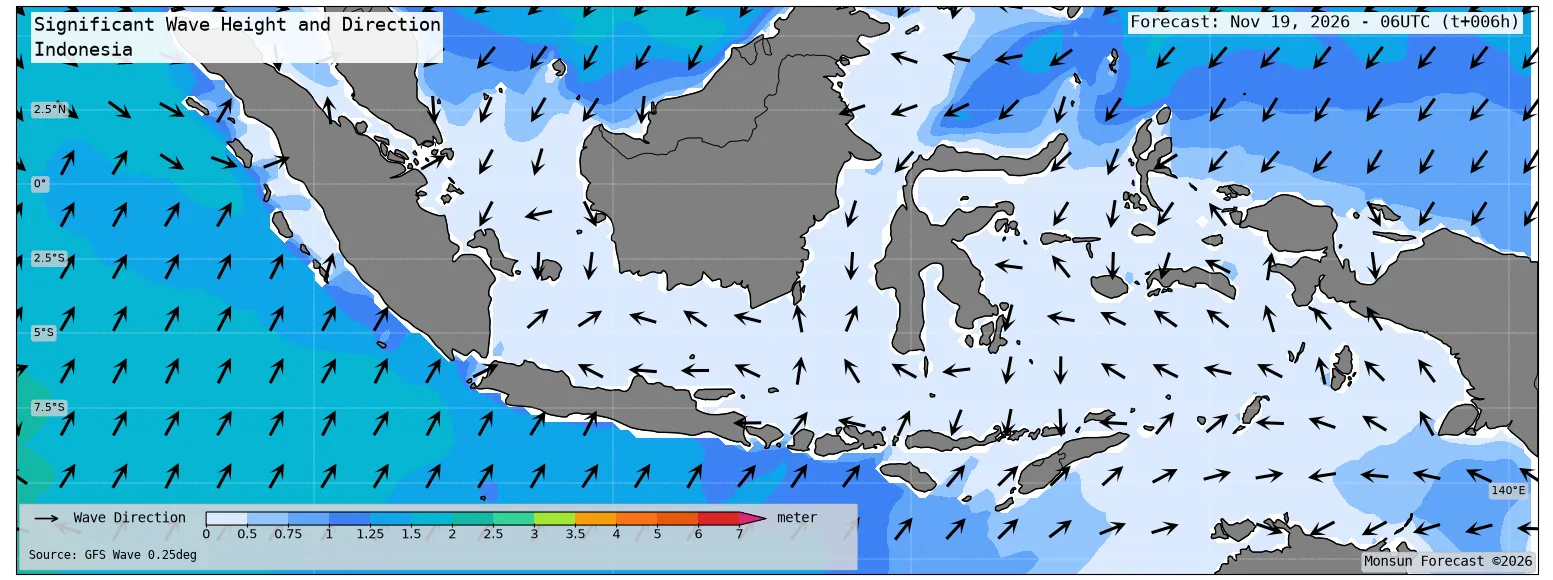 Significant Wave Height and Direction
Indonesia
Forecast: Nov 19, 2026 - 06UTC (t+006h)
2.5°N
0°
2.5°S
5°S
7.5°S
140°E
Wave Direction
meter
0 0.5 0.75 1 1.25 1.5 2 2.5 3 3.5 4 5 6 7
Source: GFS Wave 0.25deg
Monsun Forecast ©2026